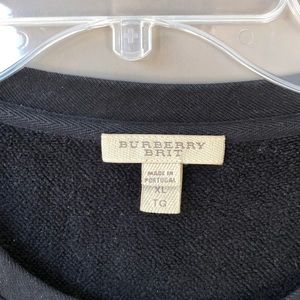 BURBERRY
BRIT
MADE IN
PORTUGAL
XL
TG